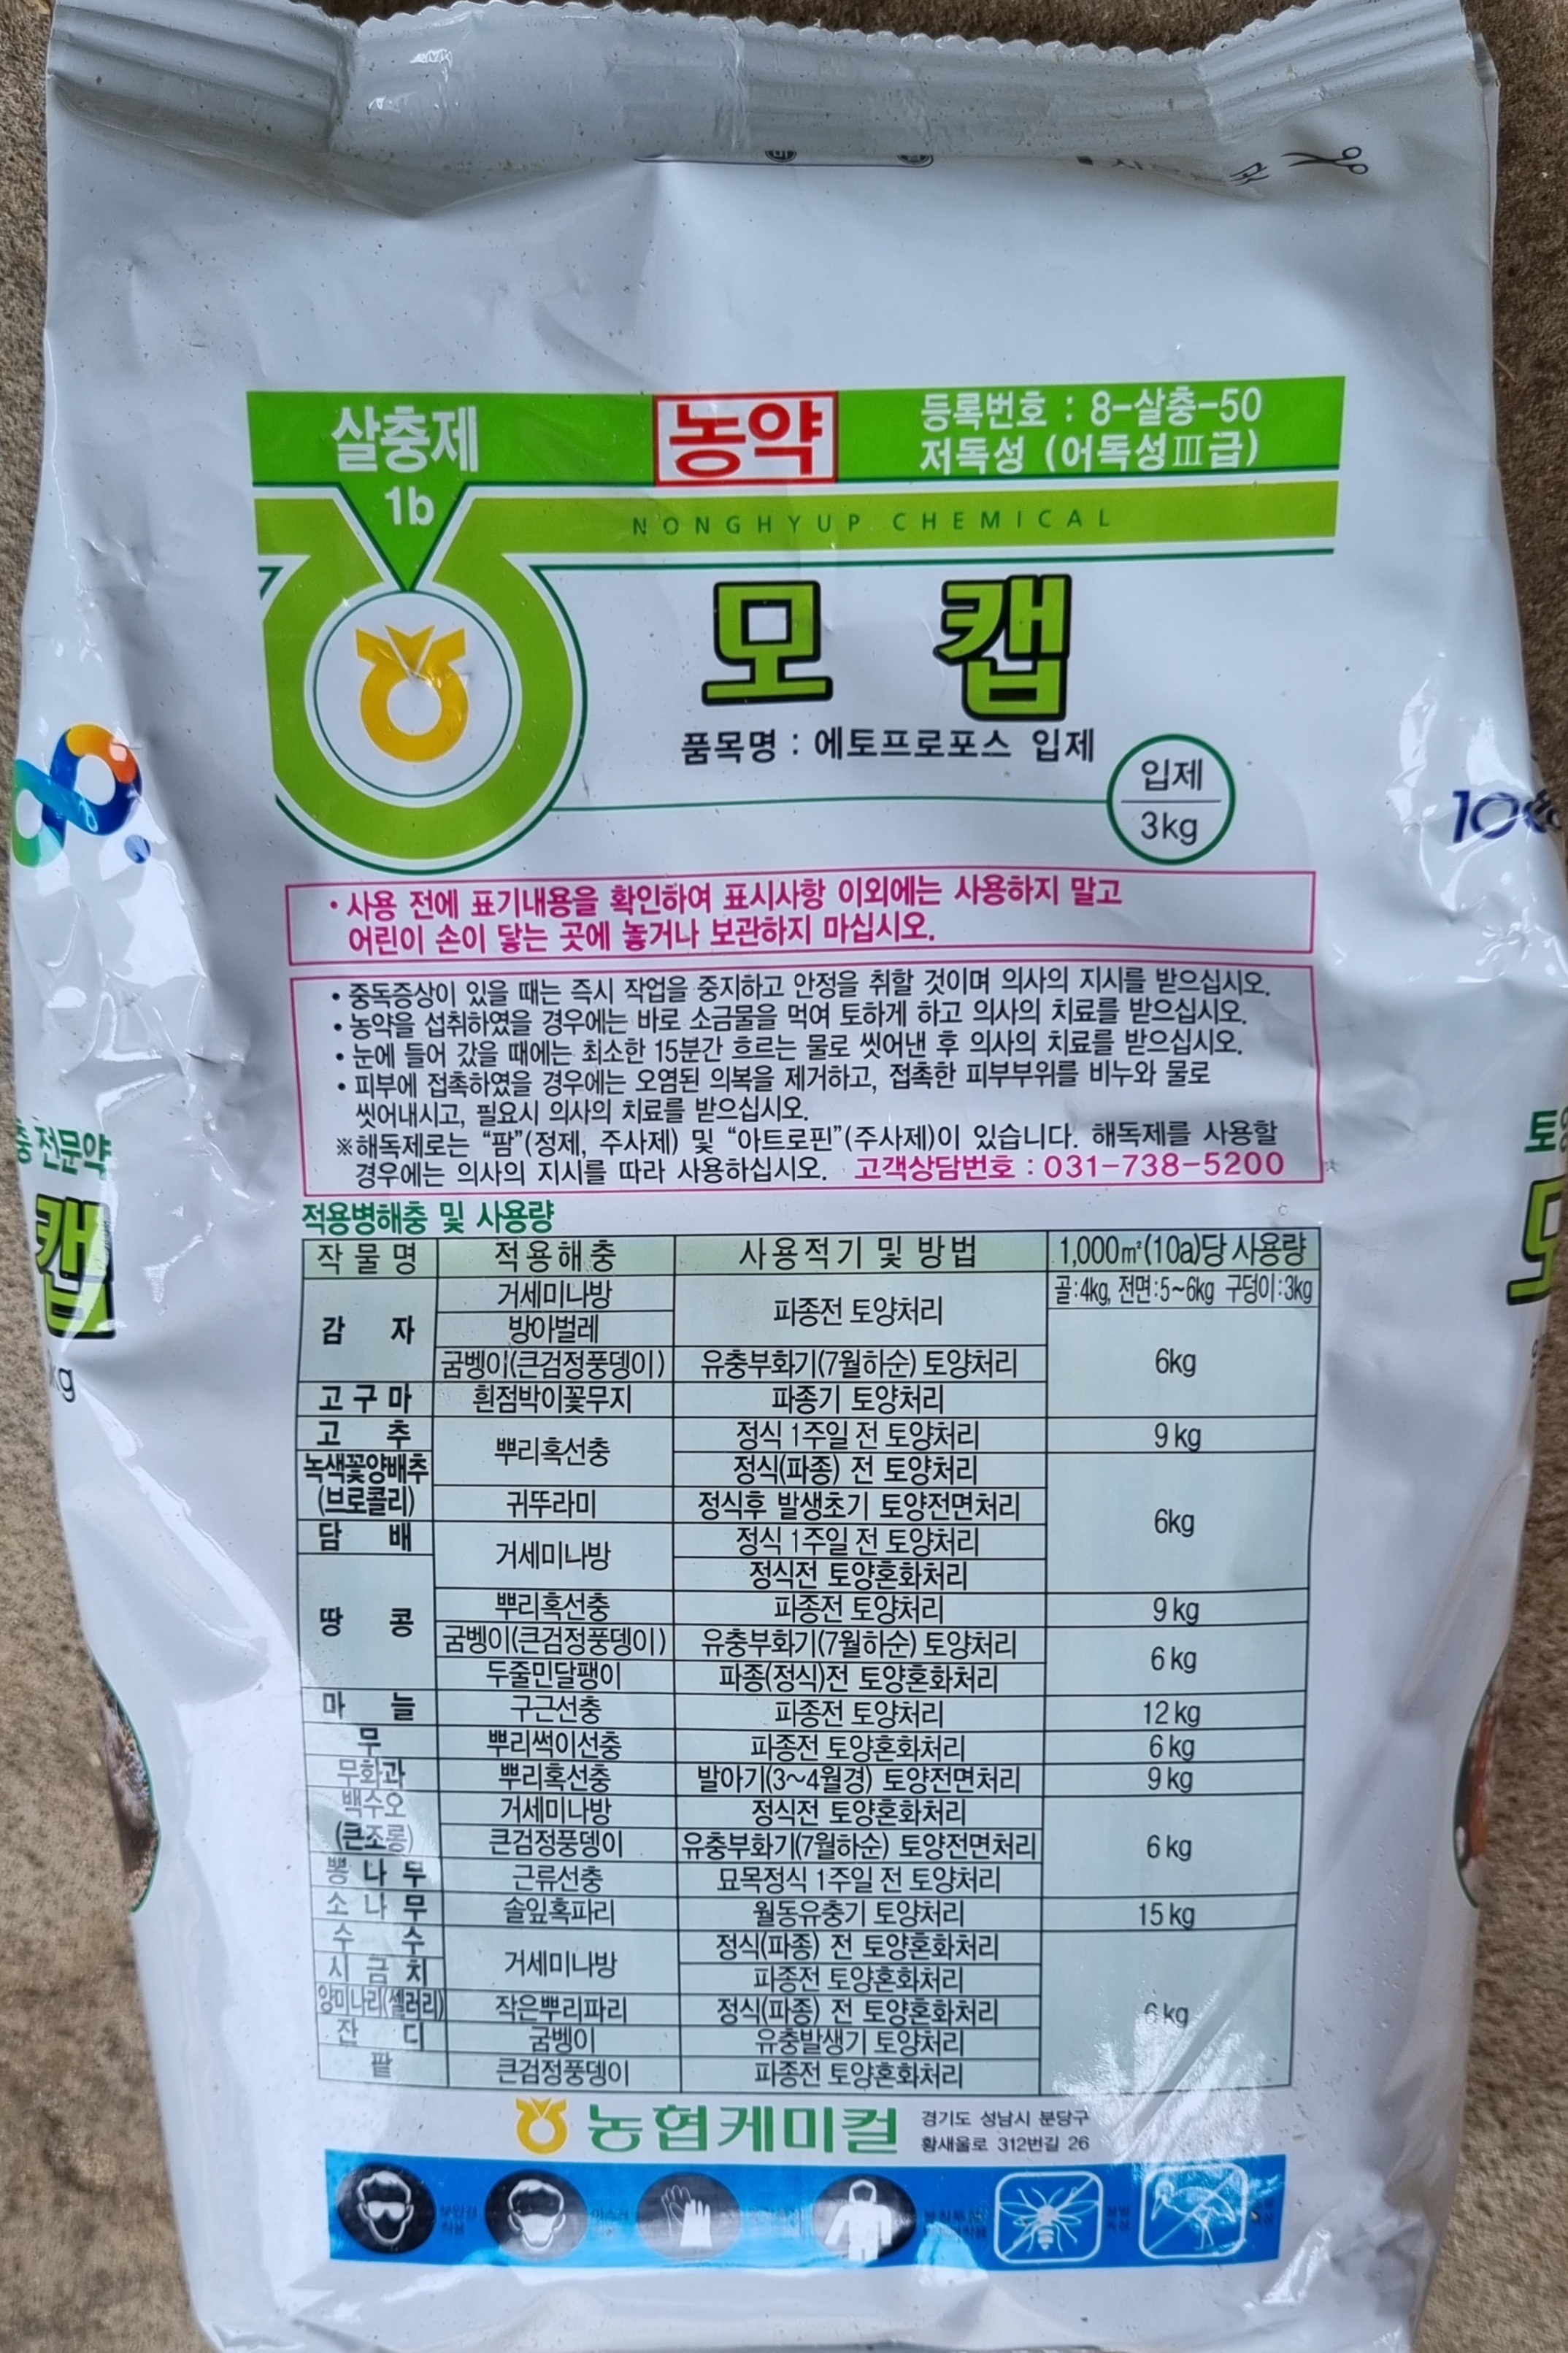 살충제
1b
농약
등록번호 : 8-살충-50
저독성 (어독성Ⅲ급)
NONGHYUP CHEMICAL
모 캡
품목명 : 에토프로포스 입제
입제
3kg
• 사용 전에 표기내용을 확인하여 표시사항 이외에는 사용하지 말고
어린이 손이 닿는 곳에 놓거나 보관하지 마십시오.
• 중독증상이 있을 때는 즉시 작업을 중지하고 안정을 취할 것이며 의사의 지시를 받으십시오.
• 농약을 섭취하였을 경우에는 바로 소금물을 먹여 토하게 하고 의사의 치료를 받으십시오.
• 눈에 들어 갔을 때에는 최소한 15분간 흐르는 물로 씻어낸 후 의사의 치료를 받으십시오.
• 피부에 접촉하였을 경우에는 오염된 의복을 제거하고, 접촉한 피부부위를 비누와 물로
씻어내시고, 필요시 의사의 치료를 받으십시오.
※해독제로는 “팜”(정제, 주사제) 및 “아트로핀”(주사제)이 있습니다. 해독제를 사용할
경우에는 의사의 지시를 따라 사용하십시오. 고객상담번호 : 031-738-5200
충 전문약
캡
kg
적용병해충 및 사용량
작물명 적용해충 사용적기 및 방법 1,000㎡(10a)당 사용량
감 자 거세미나방 파종전 토양처리 골:4kg, 전면:5~6kg 구덩이:3kg
방아벌레 6kg
굼벵이(큰검정풍뎅이) 유충부화기(7월하순) 토양처리
고구마 흰점박이꽃무지 파종기 토양처리
고 추 뿌리혹선충 정식 1주일 전 토양처리 9kg
녹색꽃양배추 정식(파종) 전 토양처리 6kg
(브로콜리) 귀뚜라미 정식후 발생초기 토양전면처리
담 배 거세미나방 정식 1주일 전 토양처리
땅 콩 정식전 토양혼화처리
뿌리혹선충 파종전 토양처리 9kg
굼벵이(큰검정풍뎅이) 유충부화기(7월하순) 토양처리 6kg
두줄민달팽이 파종(정식)전 토양혼화처리
마 늘 구근선충 파종전 토양처리 12kg
무 뿌리썩이선충 파종전 토양혼화처리 6kg
무화과 뿌리혹선충 발아기(3~4월경) 토양전면처리 9kg
백수오 거세미나방 정식전 토양혼화처리 6kg
(큰조롱) 큰검정풍뎅이 유충부화기(7월하순) 토양전면처리
뽕나무 근류선충 묘목정식 1주일 전 토양처리
소나무 솔잎혹파리 월동유충기 토양처리 15kg
수 수 거세미나방 정식(파종) 전 토양혼화처리 6kg
시금치 파종전 토양혼화처리
양미나리(셀러리) 작은뿌리파리 정식(파종) 전 토양혼화처리
잔 디 굼벵이 유충발생기 토양처리
팥 큰검정풍뎅이 파종전 토양혼화처리
농협케미컬
경기도 성남시 분당구
황새울로 312번길 26